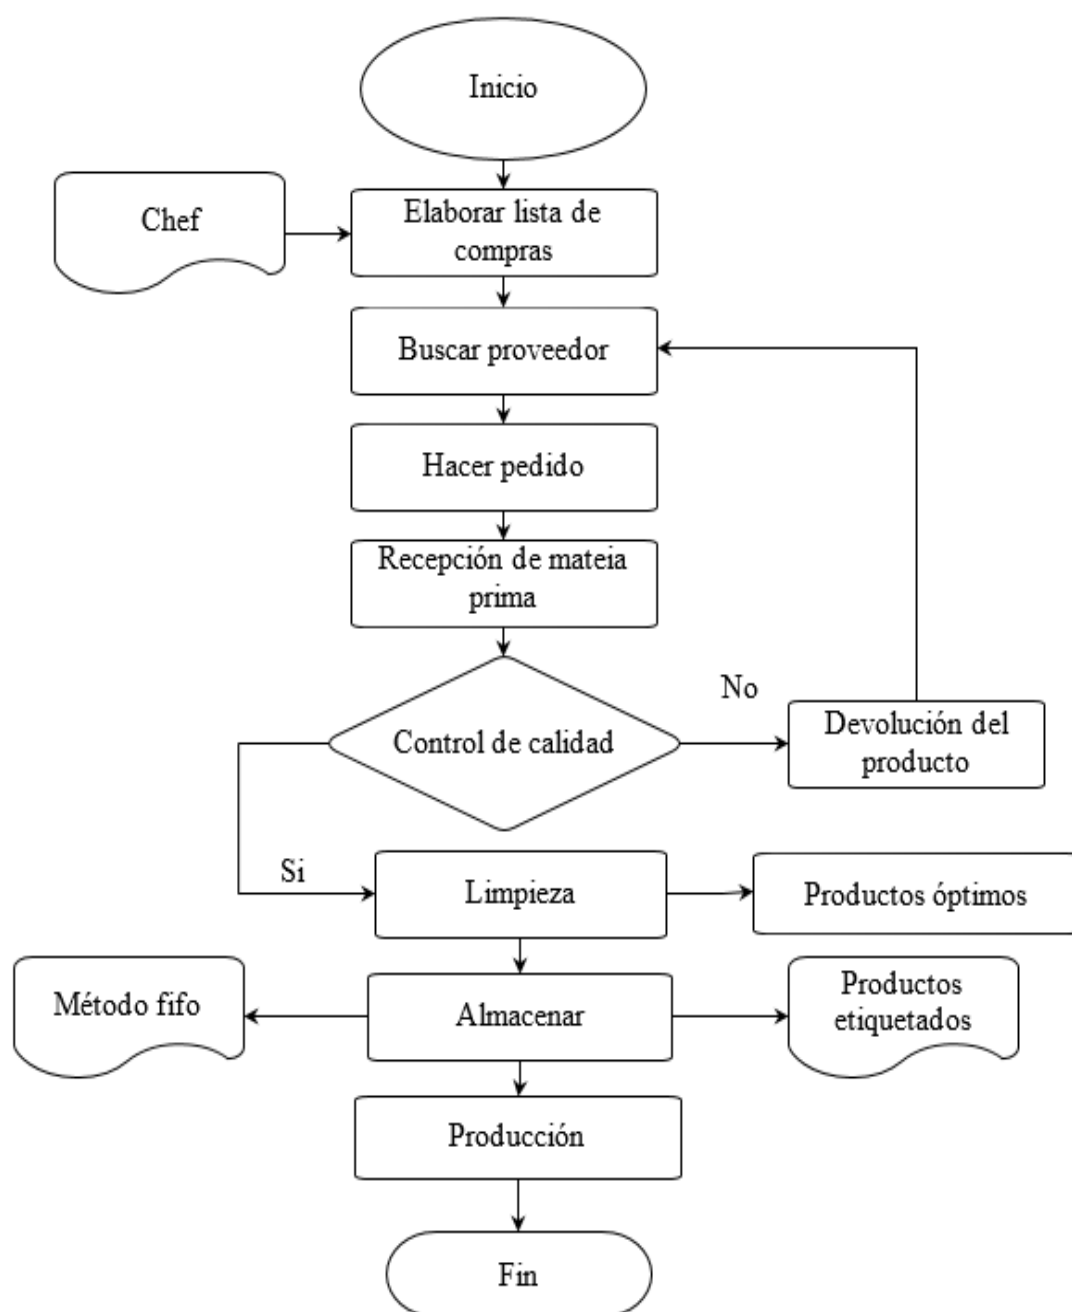 Inicio
Chef
Elaborar lista de
compras
Buscar proveedor
Hacer pedido
Recepción de mateia
prima
Control de calidad
No
Devolución del
producto
Si
Limpieza
Productos óptimos
Método fifo
Almacenar
Productos
etiquetados
Producción
Fin